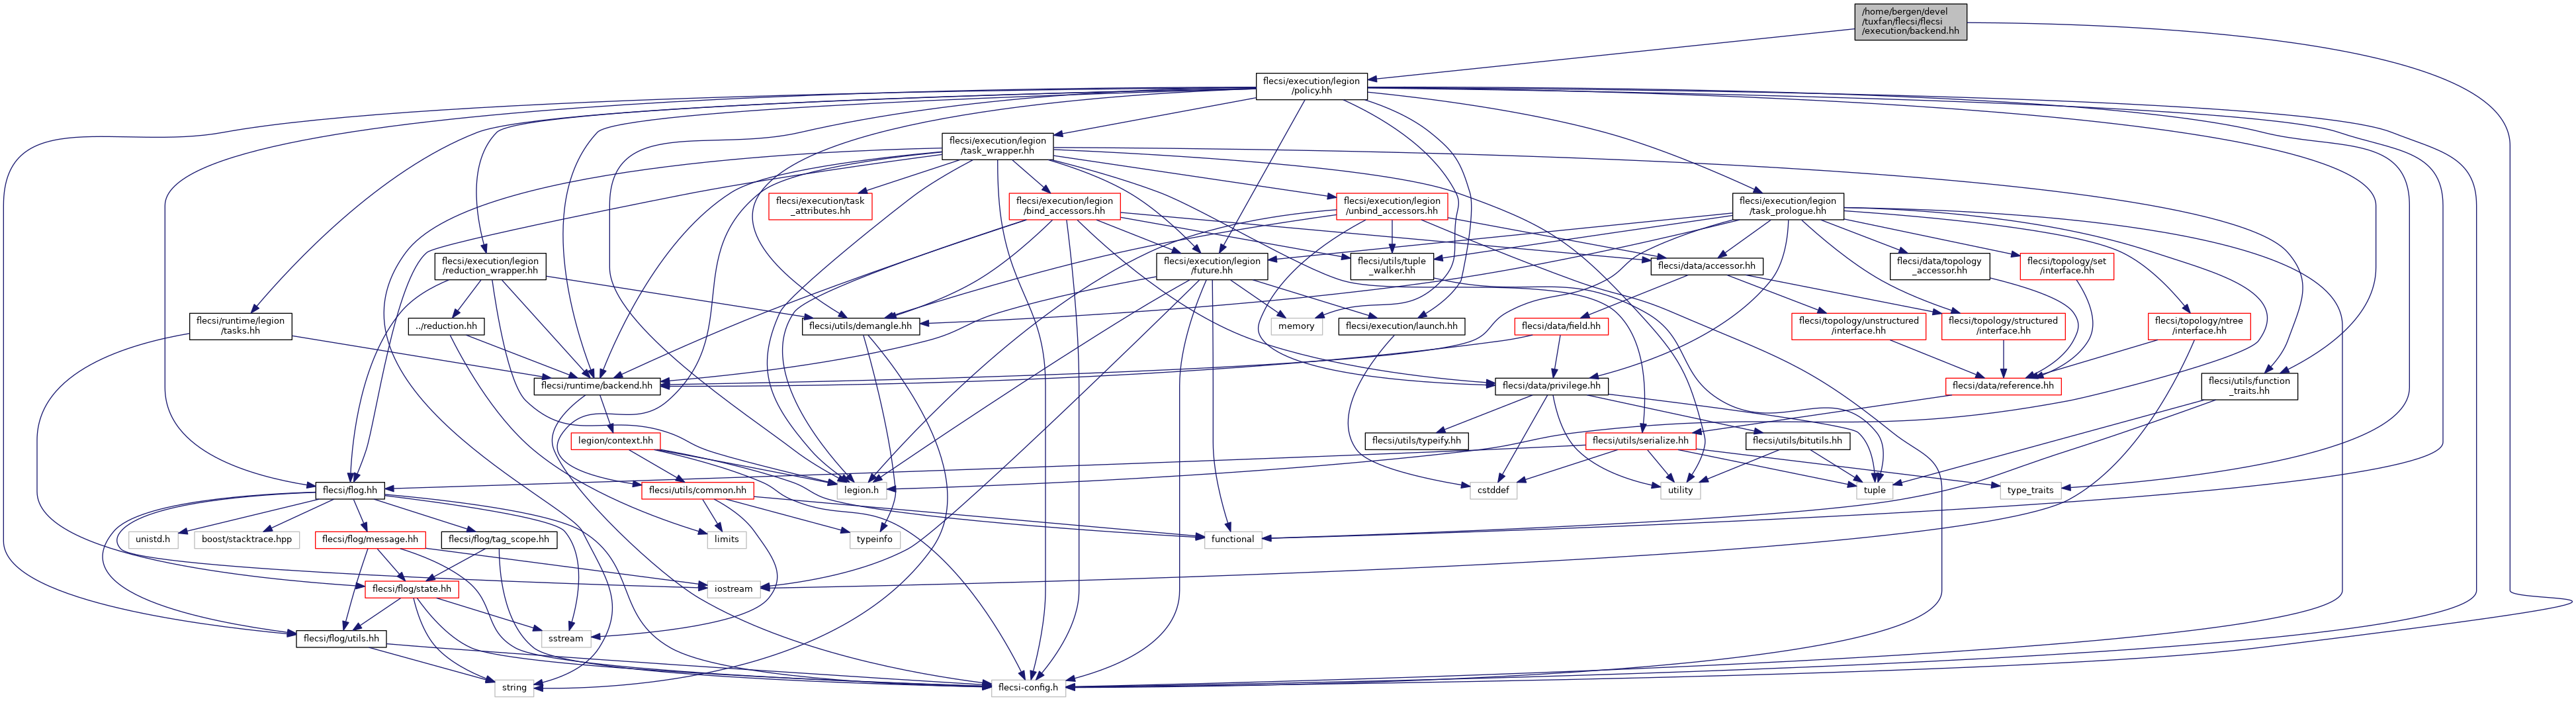 /home/bergen/devel
/tuxfan/flecsi/flecsi
/execution/backend.hh
flecsi/execution/legion
/policy.hh
flecsi/execution/legion
/task_wrapper.hh
flecsi/execution/task
_attributes.hh
flecsi/execution/legion
/bind_accessors.hh
flecsi/execution/legion
/unbind_accessors.hh
flecsi/execution/legion
/task_prologue.hh
flecsi/execution/legion
/reduction_wrapper.hh
flecsi/execution/legion
/future.hh
flecsi/utils/tuple
_walker.hh
flecsi/data/accessor.hh
flecsi/data/topology
_accessor.hh
flecsi/topology/set
/interface.hh
flecsi/runtime/legion
/tasks.hh
../reduction.hh
flecsi/utils/demangle.hh
memory
flecsi/execution/launch.hh
flecsi/data/field.hh
flecsi/topology/unstructured
/interface.hh
flecsi/topology/structured
/interface.hh
flecsi/topology/ntree
/interface.hh
flecsi/runtime/backend.hh
flecsi/data/privilege.hh
flecsi/data/reference.hh
flecsi/utils/function
_traits.hh
legion/context.hh
flecsi/utils/typeify.hh
flecsi/utils/serialize.hh
flecsi/utils/bitutils.hh
flecsi/flog.hh
flecsi/utils/common.hh
legion.h
cstddef
utility
tuple
type_traits
unistd.h
boost/stacktrace.hpp
flecsi/flog/message.hh
flecsi/flog/tag_scope.hh
limits
typeinfo
functional
flecsi/flog/state.hh
iostream
flecsi/flog/utils.hh
sstream
string
flecsi-config.h